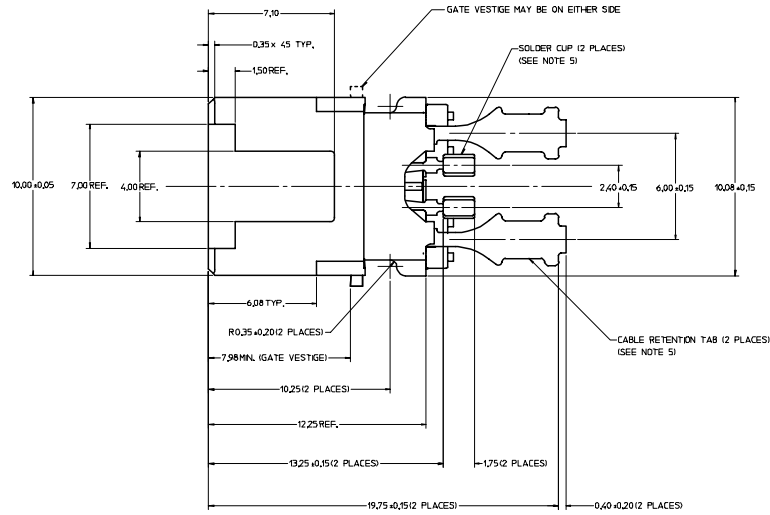 7,10
GATE VESTIGE MAY BE ON EITHER SIDE
0,35 x 45 TYP.
SOLDER CUP (2 PLACES)
(SEE NOTE 5)
1,50 REF.
10,00 ±0,05
7,00 REF.
4,00 REF.
2,40 ±0,15
6,00 ±0,15
10,08 ±0,15
6,08 TYP.
R0,35 ±0,20 (2 PLACES)
CABLE RETENTION TAB (2 PLACES)
(SEE NOTE 5)
7,98 MIN. (GATE VESTIGE)
10,25 (2 PLACES)
12,25 REF.
13,25 ±0,15 (2 PLACES)
1,75 (2 PLACES)
19,75 ±0,15 (2 PLACES)
0,40 ±0,20 (2 PLACES)